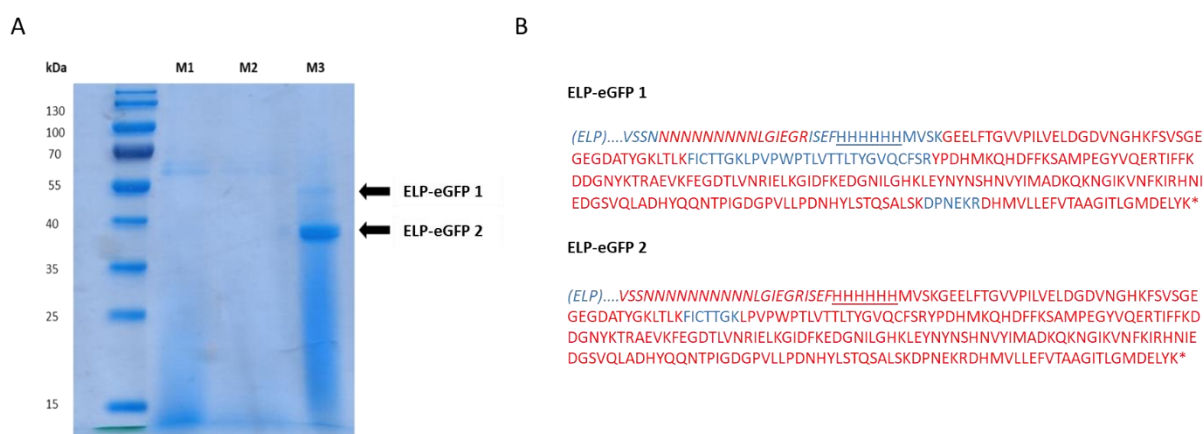 A
B
kDa M1 M2 M3
130
100
70
55
40
35
25
15
ELP-eGFP 1
ELP-eGFP 2
ELP-eGFP 1
(ELP)....VSSNNNNNNNNNNLGIEGRISEFHHHHHHMVSKGEELFTGVVPILVELDGDVNGHKFSVSGE
GEGDATYGKLTLKFICTTGKLPVPWPTLVTTLTYGVQCFSRYPDHMKQHDFFKSAMPEGYVQERTIFFK
DDGNYKTRAEVKFEGDTLVNRIELKGIDFKEDGNILGHKLEYNYNSHNVYIMADKQKNGIKVNFKIRHNI
EDGSVQLADHYQQNTPIGDGPVLLPDNHYLSTQSALSKDPNEKRDHMVLLEFVTAAGITLGMDELYK*
ELP-eGFP 2
(ELP)....VSSNNNNNNNNNNLGIEGRISEFHHHHHHMVSKGEELFTGVVPILVELDGDVNGHKFSVSGE
GEGDATYGKLTLKFICTTGKLPVPWPTLVTTLTYGVQCFSRYPDHMKQHDFFKSAMPEGYVQERTIFFKD
DGNYKTRAEVKFEGDTLVNRIELKGIDFKEDGNILGHKLEYNYNSHNVYIMADKQKNGIKVNFKIRHNIE
DGSVQLADHYQQNTPIGDGPVLLPDNHYLSTQSALSKDPNEKRDHMVLLEFVTAAGITLGMDELYK*